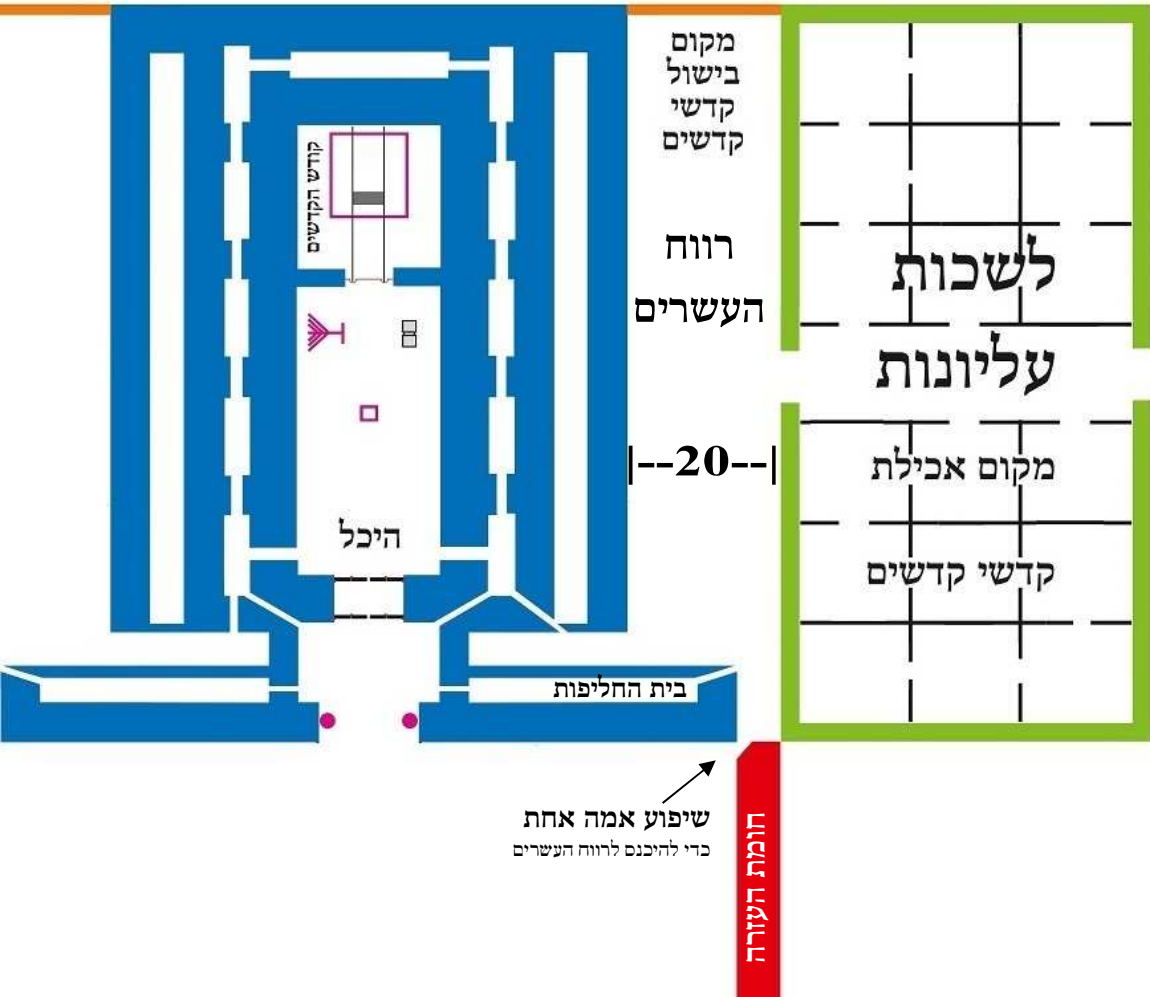 מקום
בישול
קדשי
קדשים
קודש הקדשים
רווח
העשרים
לשכות
עליונות
|--20--|
מקום אכילת
היכל
קדשי קדשים
בית החליפות
שיפוע אמה אחת
כדי להיכנס לרווח העשרים
חומת העזרה